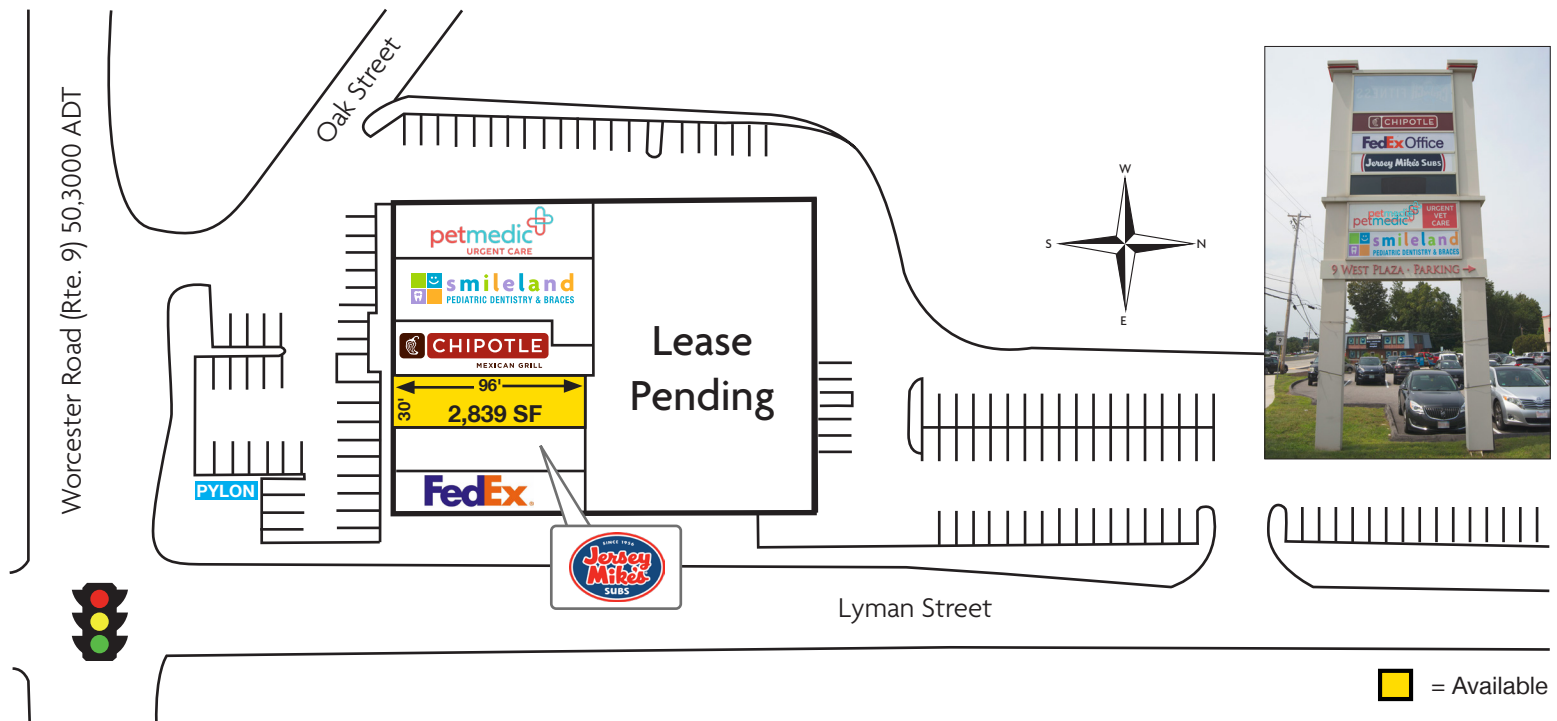 Worcester Road (Rte. 9) 50,3000 ADT
Oak Street
petmedic
URGENT CARE
smileland
PEDIATRIC DENTISTRY & BRACES
CHIPOTLE
MEXICAN GRILL
96'
30'
2,839 SF
FedEx
Lease
Pending
PYLON
SINCE 1956
Jersey
Mike's
SUBS
Lyman Street
W
S
N
E
CHIPOTLE
FedEx Office
Jersey Mike's SUBS
petmedic
URGENT
VET
CARE
smileland
PEDIATRIC DENTISTRY & BRACES
9 WEST PLAZA · PARKING →
= Available